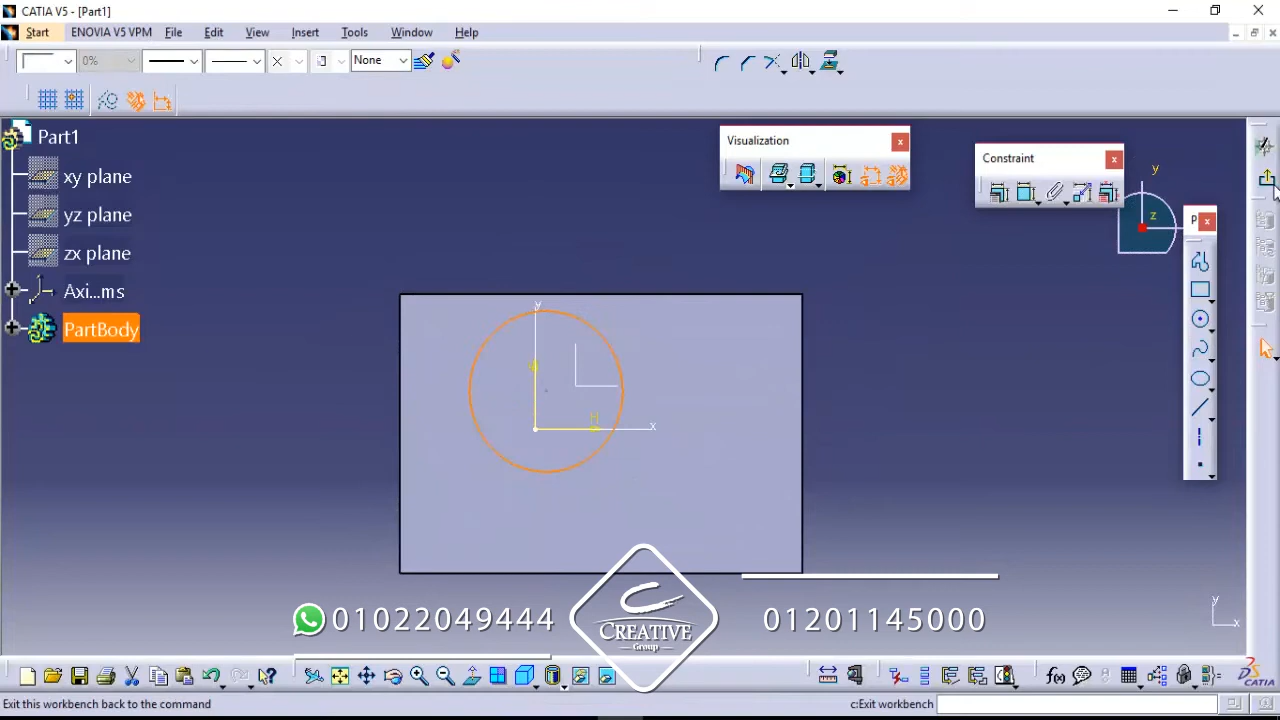 CATIA V5 - [Part1]
Start ENOVIA V5 VPM File Edit View Insert Tools Window Help
0% None
Part1
xy plane
yz plane
zx plane
Axi...ms
PartBody
Visualization
Constraint
P
y
z
y
H
x
01022049444
CREATIVE
Group
01201145000
y
x
f(x)
CATIA
Exit this workbench back to the command
c:Exit workbench